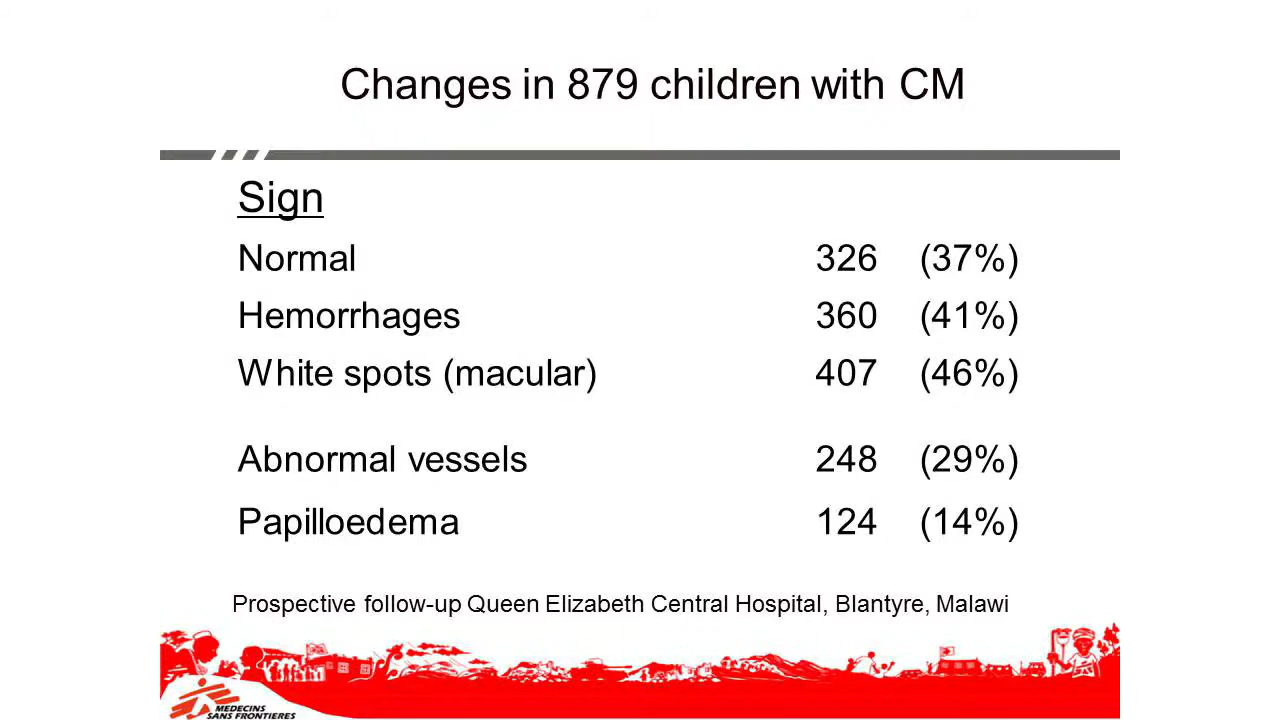 Changes in 879 children with CM
Sign
Normal 326 (37%)
Hemorrhages 360 (41%)
White spots (macular) 407 (46%)
Abnormal vessels 248 (29%)
Papilloedema 124 (14%)
Prospective follow-up Queen Elizabeth Central Hospital, Blantyre, Malawi
MEDECINS
SANS FRONTIERES